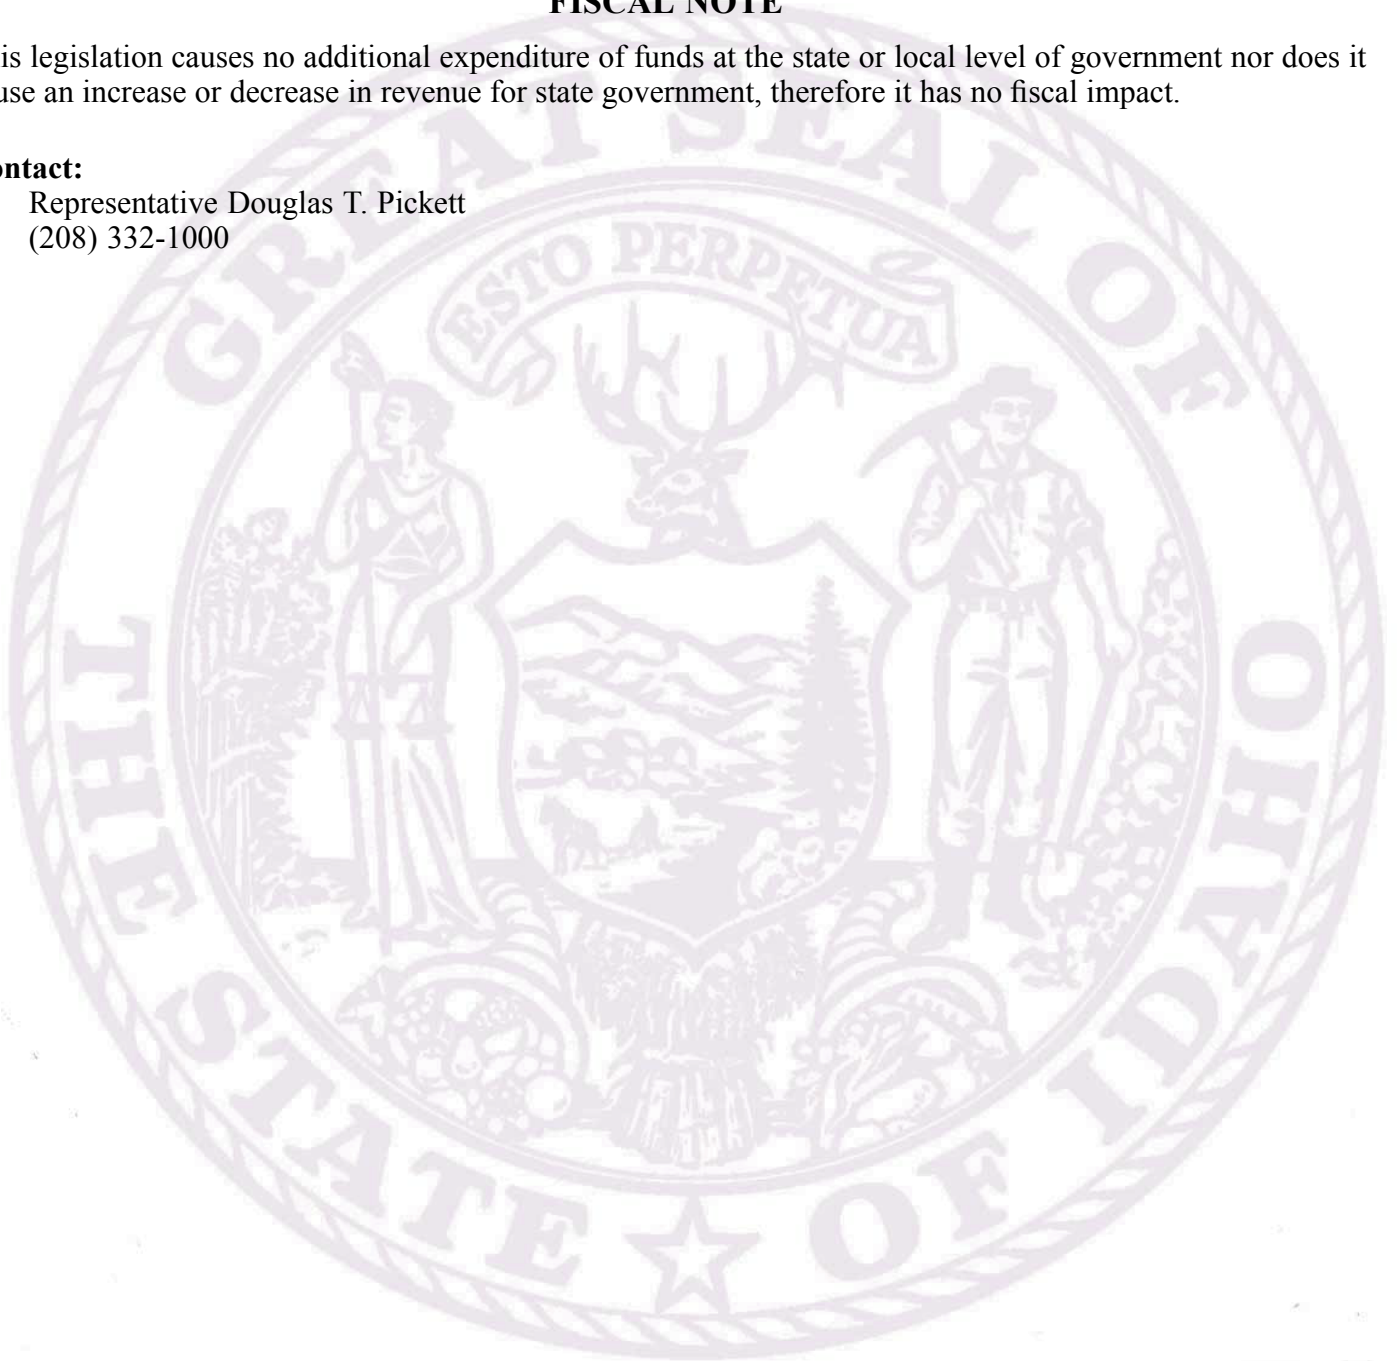 FISCAL NOTE
is legislation causes no additional expenditure of funds at the state or local level of government nor does it
use an increase or decrease in revenue for state government, therefore it has no fiscal impact.
ontact:
Representative Douglas T. Pickett
(208) 332-1000
GREAT SEAL OF
ESTO PERPETUA
THE STATE OF IDAHO